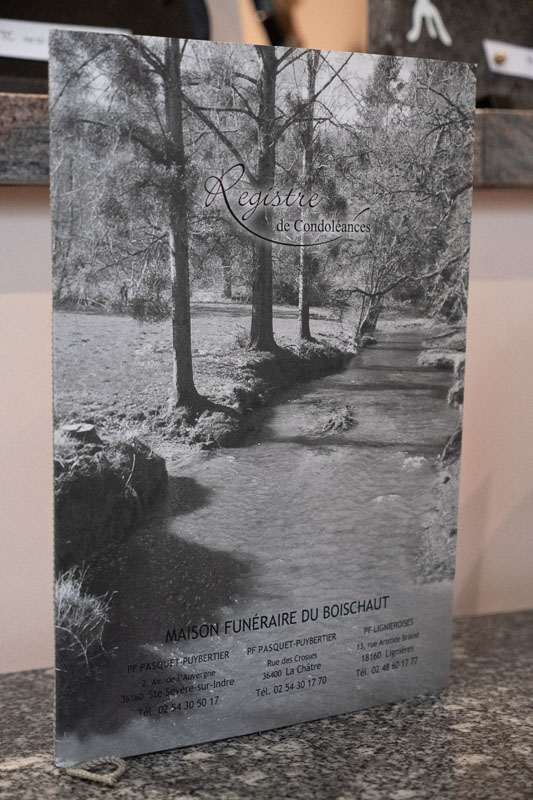 Registre
de Condoléances
MAISON FUNÉRAIRE DU BOISCHAUT
PF PASQUET-PUYBERTIER
2, Av. de l'Auvergne
36160 Ste Sévère-sur-Indre
Tél. 02 54 30 50 17
PF PASQUET-PUYBERTIER
Rue des Crosses
36400 La Châtre
Tél. 02 54 30 17 70
PF LIGNIEROISES
13, rue Aristide Briand
18160 Lignières
Tél. 02 48 60 17 77